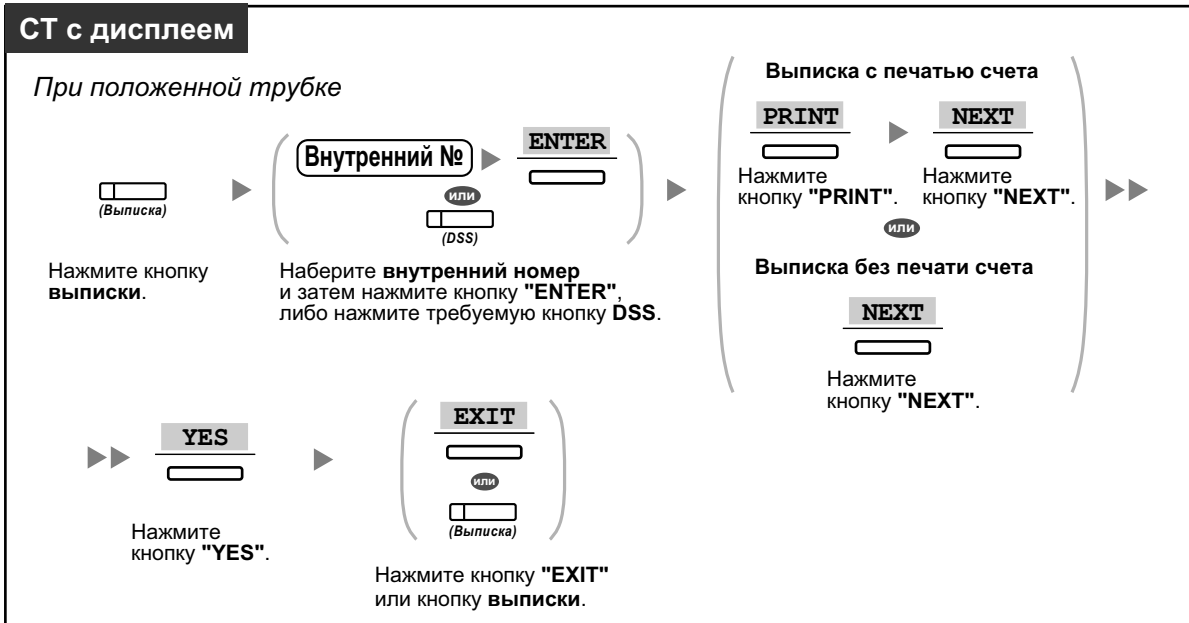 СТ с дисплеем
При положенной трубке
(Выписка)
Нажмите кнопку
выписки.
Внутренний №
ENTER
или
(DSS)
Наберите внутренний номер
и затем нажмите кнопку "ENTER",
либо нажмите требуемую кнопку DSS.
Выписка с печатью счета
PRINT
NEXT
Нажмите
кнопку "PRINT".
Нажмите
кнопку "NEXT".
или
Выписка без печати счета
NEXT
Нажмите
кнопку "NEXT".
YES
Нажмите
кнопку "YES".
EXIT
или
(Выписка)
Нажмите кнопку "EXIT"
или кнопку выписки.